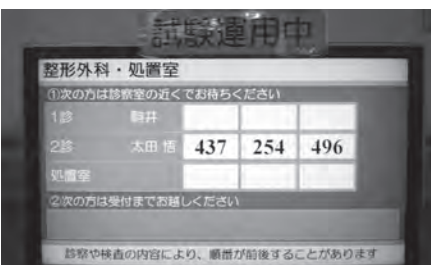 試験運用中
整形外科・処置室
①次の方は診察室の近くでお待ちください
1診 駒井
2診 太田 悟 437 254 496
処置室
②次の方は受付までお越しください
診察や検査の内容により、順番が前後することがあります